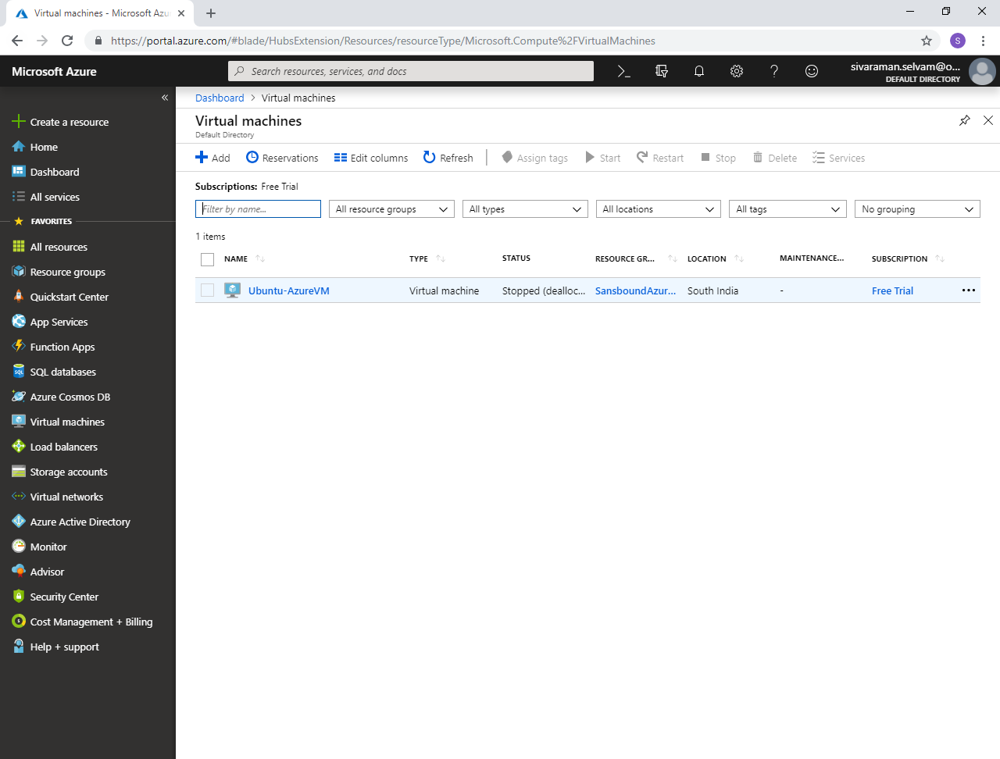 Virtual machines - Microsoft Azu
https://portal.azure.com/#blade/HubsExtension/Resources/resourceType/Microsoft.Compute%2FVirtualMachines
S
Microsoft Azure
Search resources, services, and docs
sivaraman.selvam@o...
DEFAULT DIRECTORY
Create a resource
Home
Dashboard
All services
FAVORITES
All resources
Resource groups
Quickstart Center
App Services
Function Apps
SQL databases
Azure Cosmos DB
Virtual machines
Load balancers
Storage accounts
Virtual networks
Azure Active Directory
Monitor
Advisor
Security Center
Cost Management + Billing
Help + support
Dashboard > Virtual machines
Virtual machines
Default Directory
Add Reservations Edit columns Refresh Assign tags Start Restart Stop Delete Services
Subscriptions: Free Trial
Filter by name... All resource groups All types All locations All tags No grouping
1 items
NAME TYPE STATUS RESOURCE GR... LOCATION MAINTENANCE... SUBSCRIPTION
Ubuntu-AzureVM Virtual machine Stopped (dealloc... SansboundAzur... South India - Free Trial